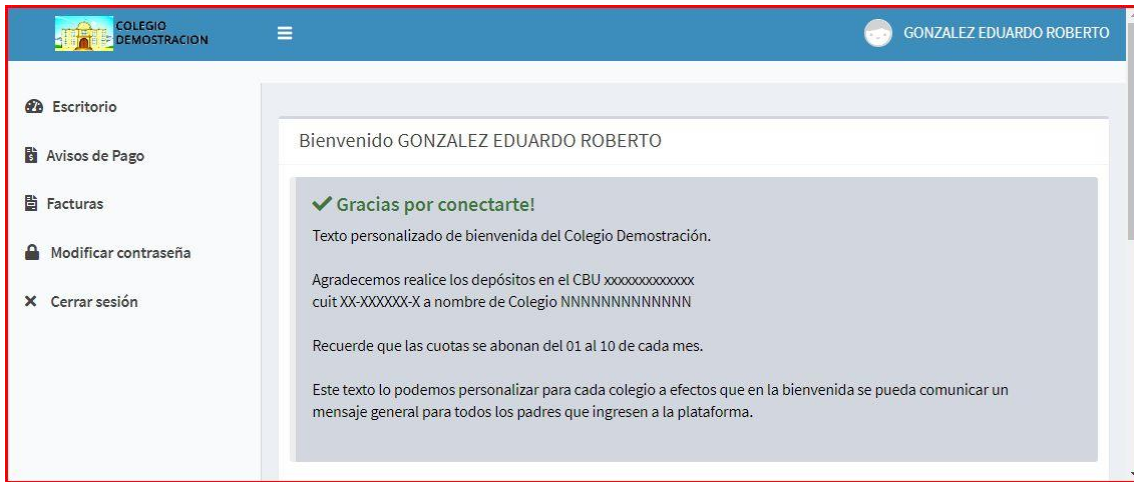 COLEGIO
DEMOSTRACION
GONZALEZ EDUARDO ROBERTO
Escritorio
Avisos de Pago
Facturas
Modificar contraseña
Cerrar sesión
Bienvenido GONZALEZ EDUARDO ROBERTO
Gracias por conectarte!
Texto personalizado de bienvenida del Colegio Demostración.
Agradecemos realice los depósitos en el CBU xxxxxxxxxxxxx
cuit XX-XXXXXX-X a nombre de Colegio NNNNNNNNNNNNN
Recuerde que las cuotas se abonan del 01 al 10 de cada mes.
Este texto lo podemos personalizar para cada colegio a efectos que en la bienvenida se pueda comunicar un
mensaje general para todos los padres que ingresen a la plataforma.